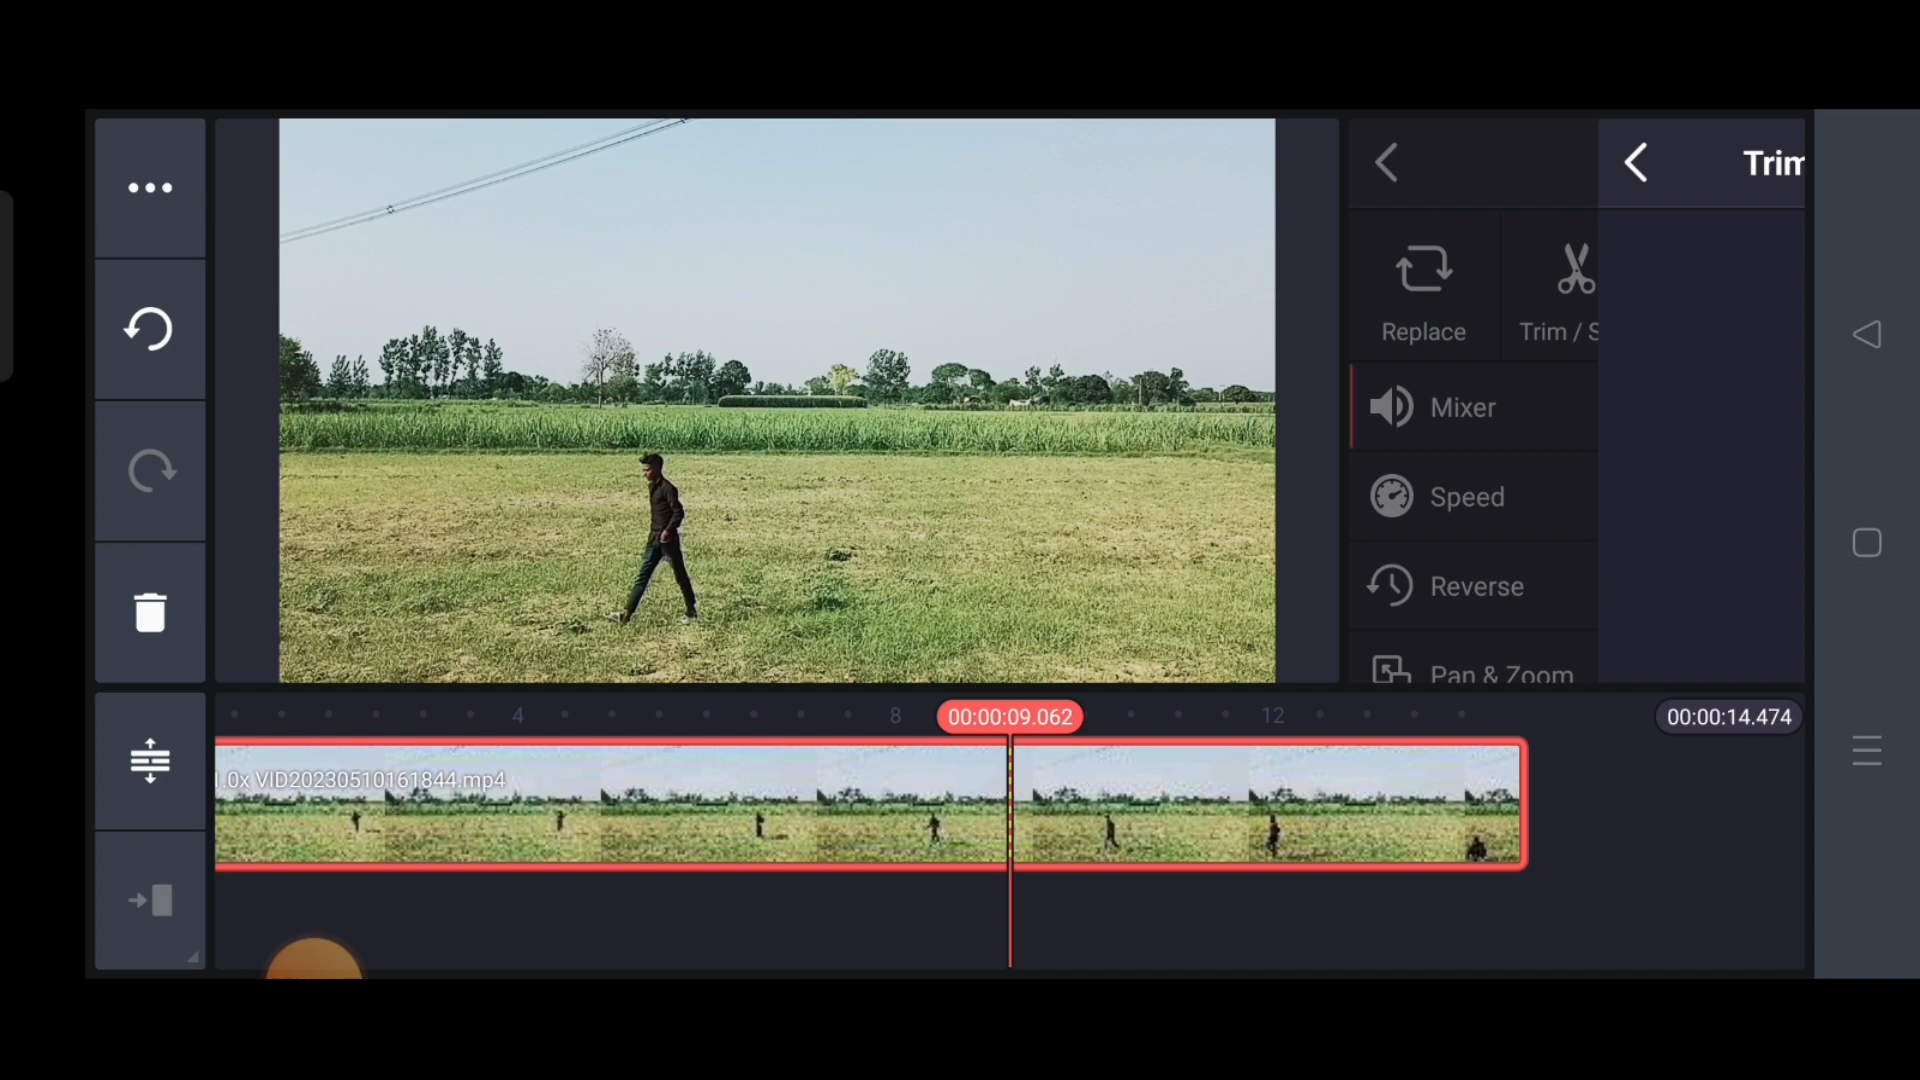 Trim
Replace
Trim / S
Mixer
Speed
Reverse
Pan & Zoom
4
8
00:00:09.062
12
00:00:14.474
1.0x VID20230510161844.mp4